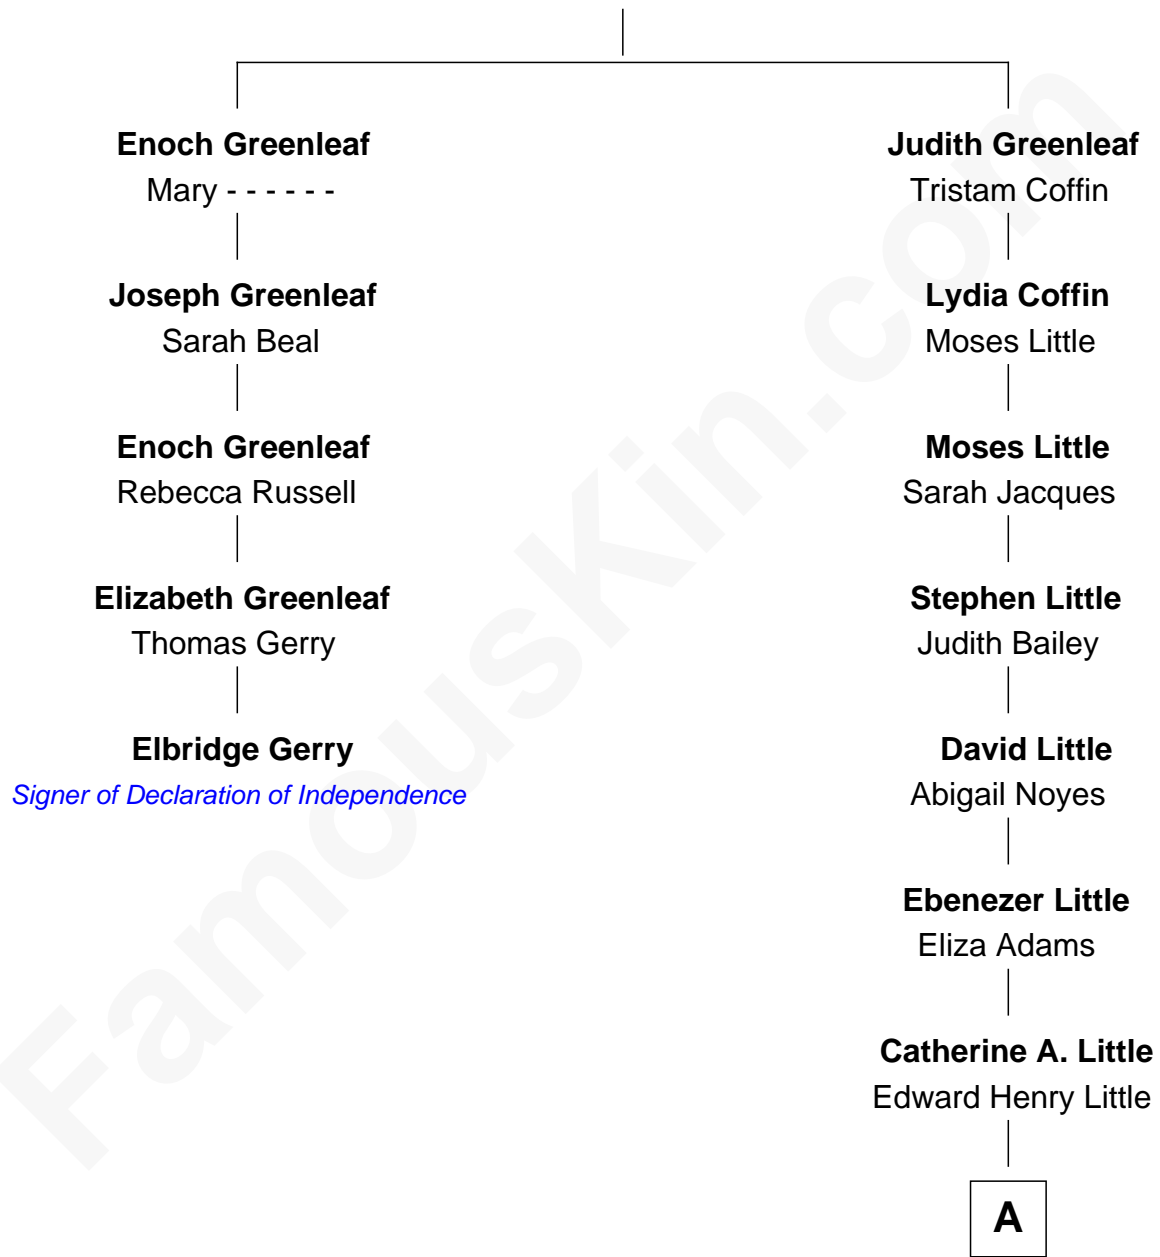 Enoch Greenleaf
Mary - - - - - -
Joseph Greenleaf
Sarah Beal
Enoch Greenleaf
Rebecca Russell
Elizabeth Greenleaf
Thomas Gerry
Elbridge Gerry
Signer of Declaration of Independence
Judith Greenleaf
Tristam Coffin
Lydia Coffin
Moses Little
Moses Little
Sarah Jacques
Stephen Little
Judith Bailey
David Little
Abigail Noyes
Ebenezer Little
Eliza Adams
Catherine A. Little
Edward Henry Little
A
FamousKin.com